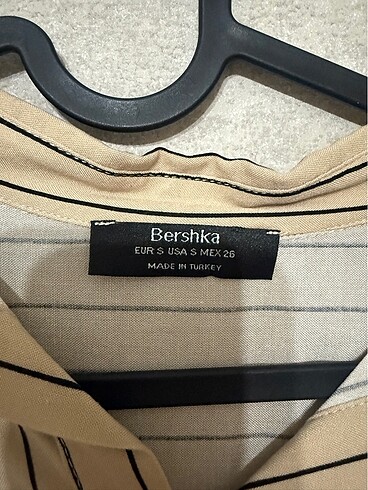 Bershka
EUR S USA S MEX 26
MADE IN TURKEY